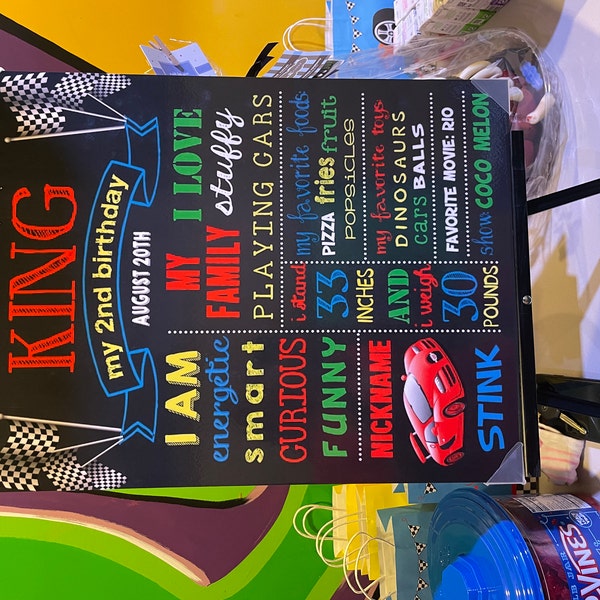 KING
my 2nd birthday
AUGUST 20TH
I AM
energetic
smart
CURIOUS
FUNNY
NICKNAME
STINK
MY
I LOVE
FAMILY stuffy
PLAYING CARS
i stand
33
INCHES
AND
i weigh
30
POUNDS
my favorite foods
PIZZA fries fruit
POPSICLES
my favorite toys
DINOSAURS
cars BALLS
FAVORITE MOVIE: RIO
show: COCO MELON
VINES